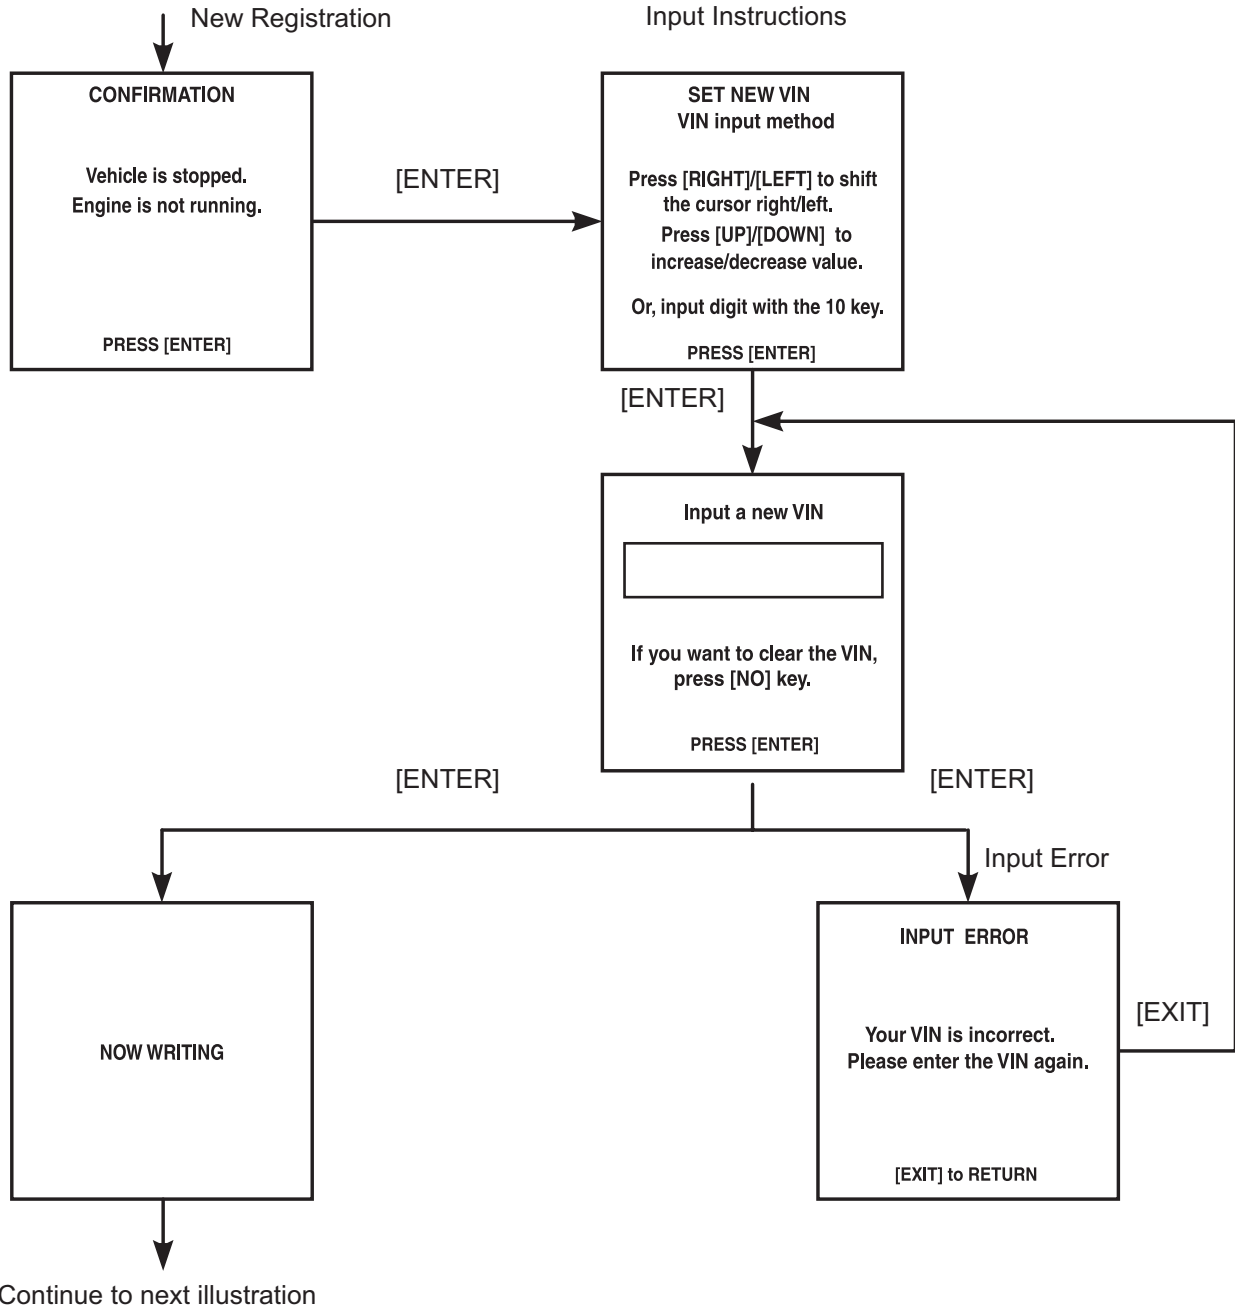 New Registration
Input Instructions
CONFIRMATION
Vehicle is stopped.
Engine is not running.
PRESS [ENTER]
[ENTER]
SET NEW VIN
VIN input method
Press [RIGHT]/[LEFT] to shift
the cursor right/left.
Press [UP]/[DOWN] to
increase/decrease value.
Or, input digit with the 10 key.
PRESS [ENTER]
[ENTER]
Input a new VIN
If you want to clear the VIN,
press [NO] key.
PRESS [ENTER]
[ENTER]
[ENTER]
Input Error
NOW WRITING
INPUT ERROR
Your VIN is incorrect.
Please enter the VIN again.
[EXIT] to RETURN
[EXIT]
Continue to next illustration